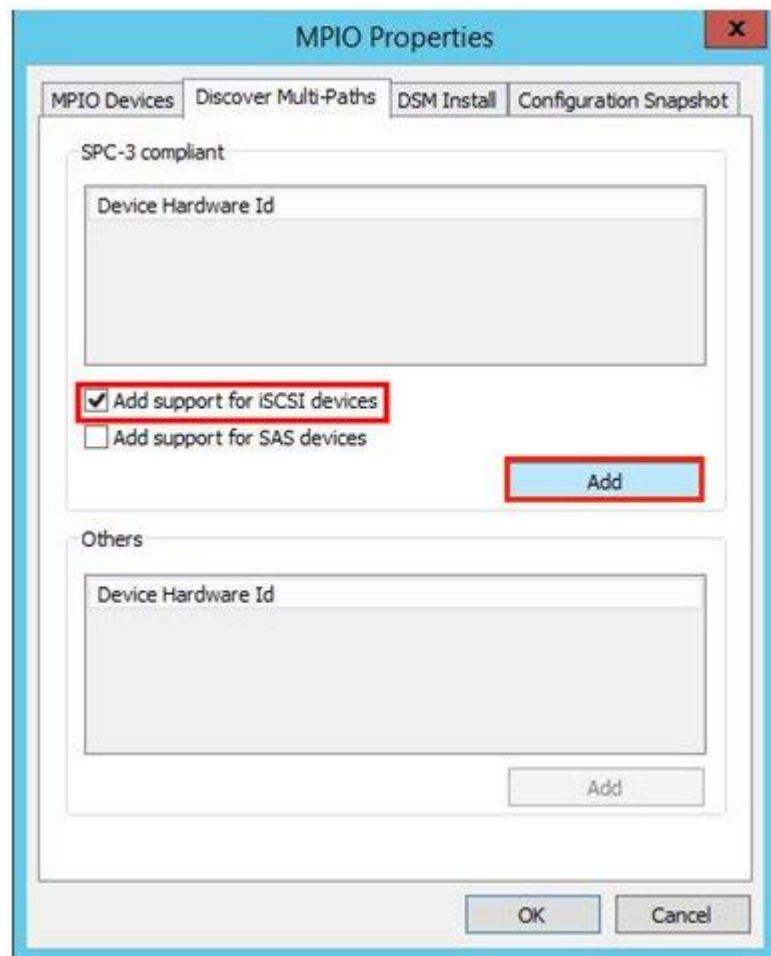 MPIO Properties
x
MPIO Devices Discover Multi-Paths DSM Install Configuration Snapshot
SPC-3 compliant
Device Hardware Id
Add support for iSCSI devices
Add support for SAS devices
Add
Others
Device Hardware Id
Add
OK Cancel